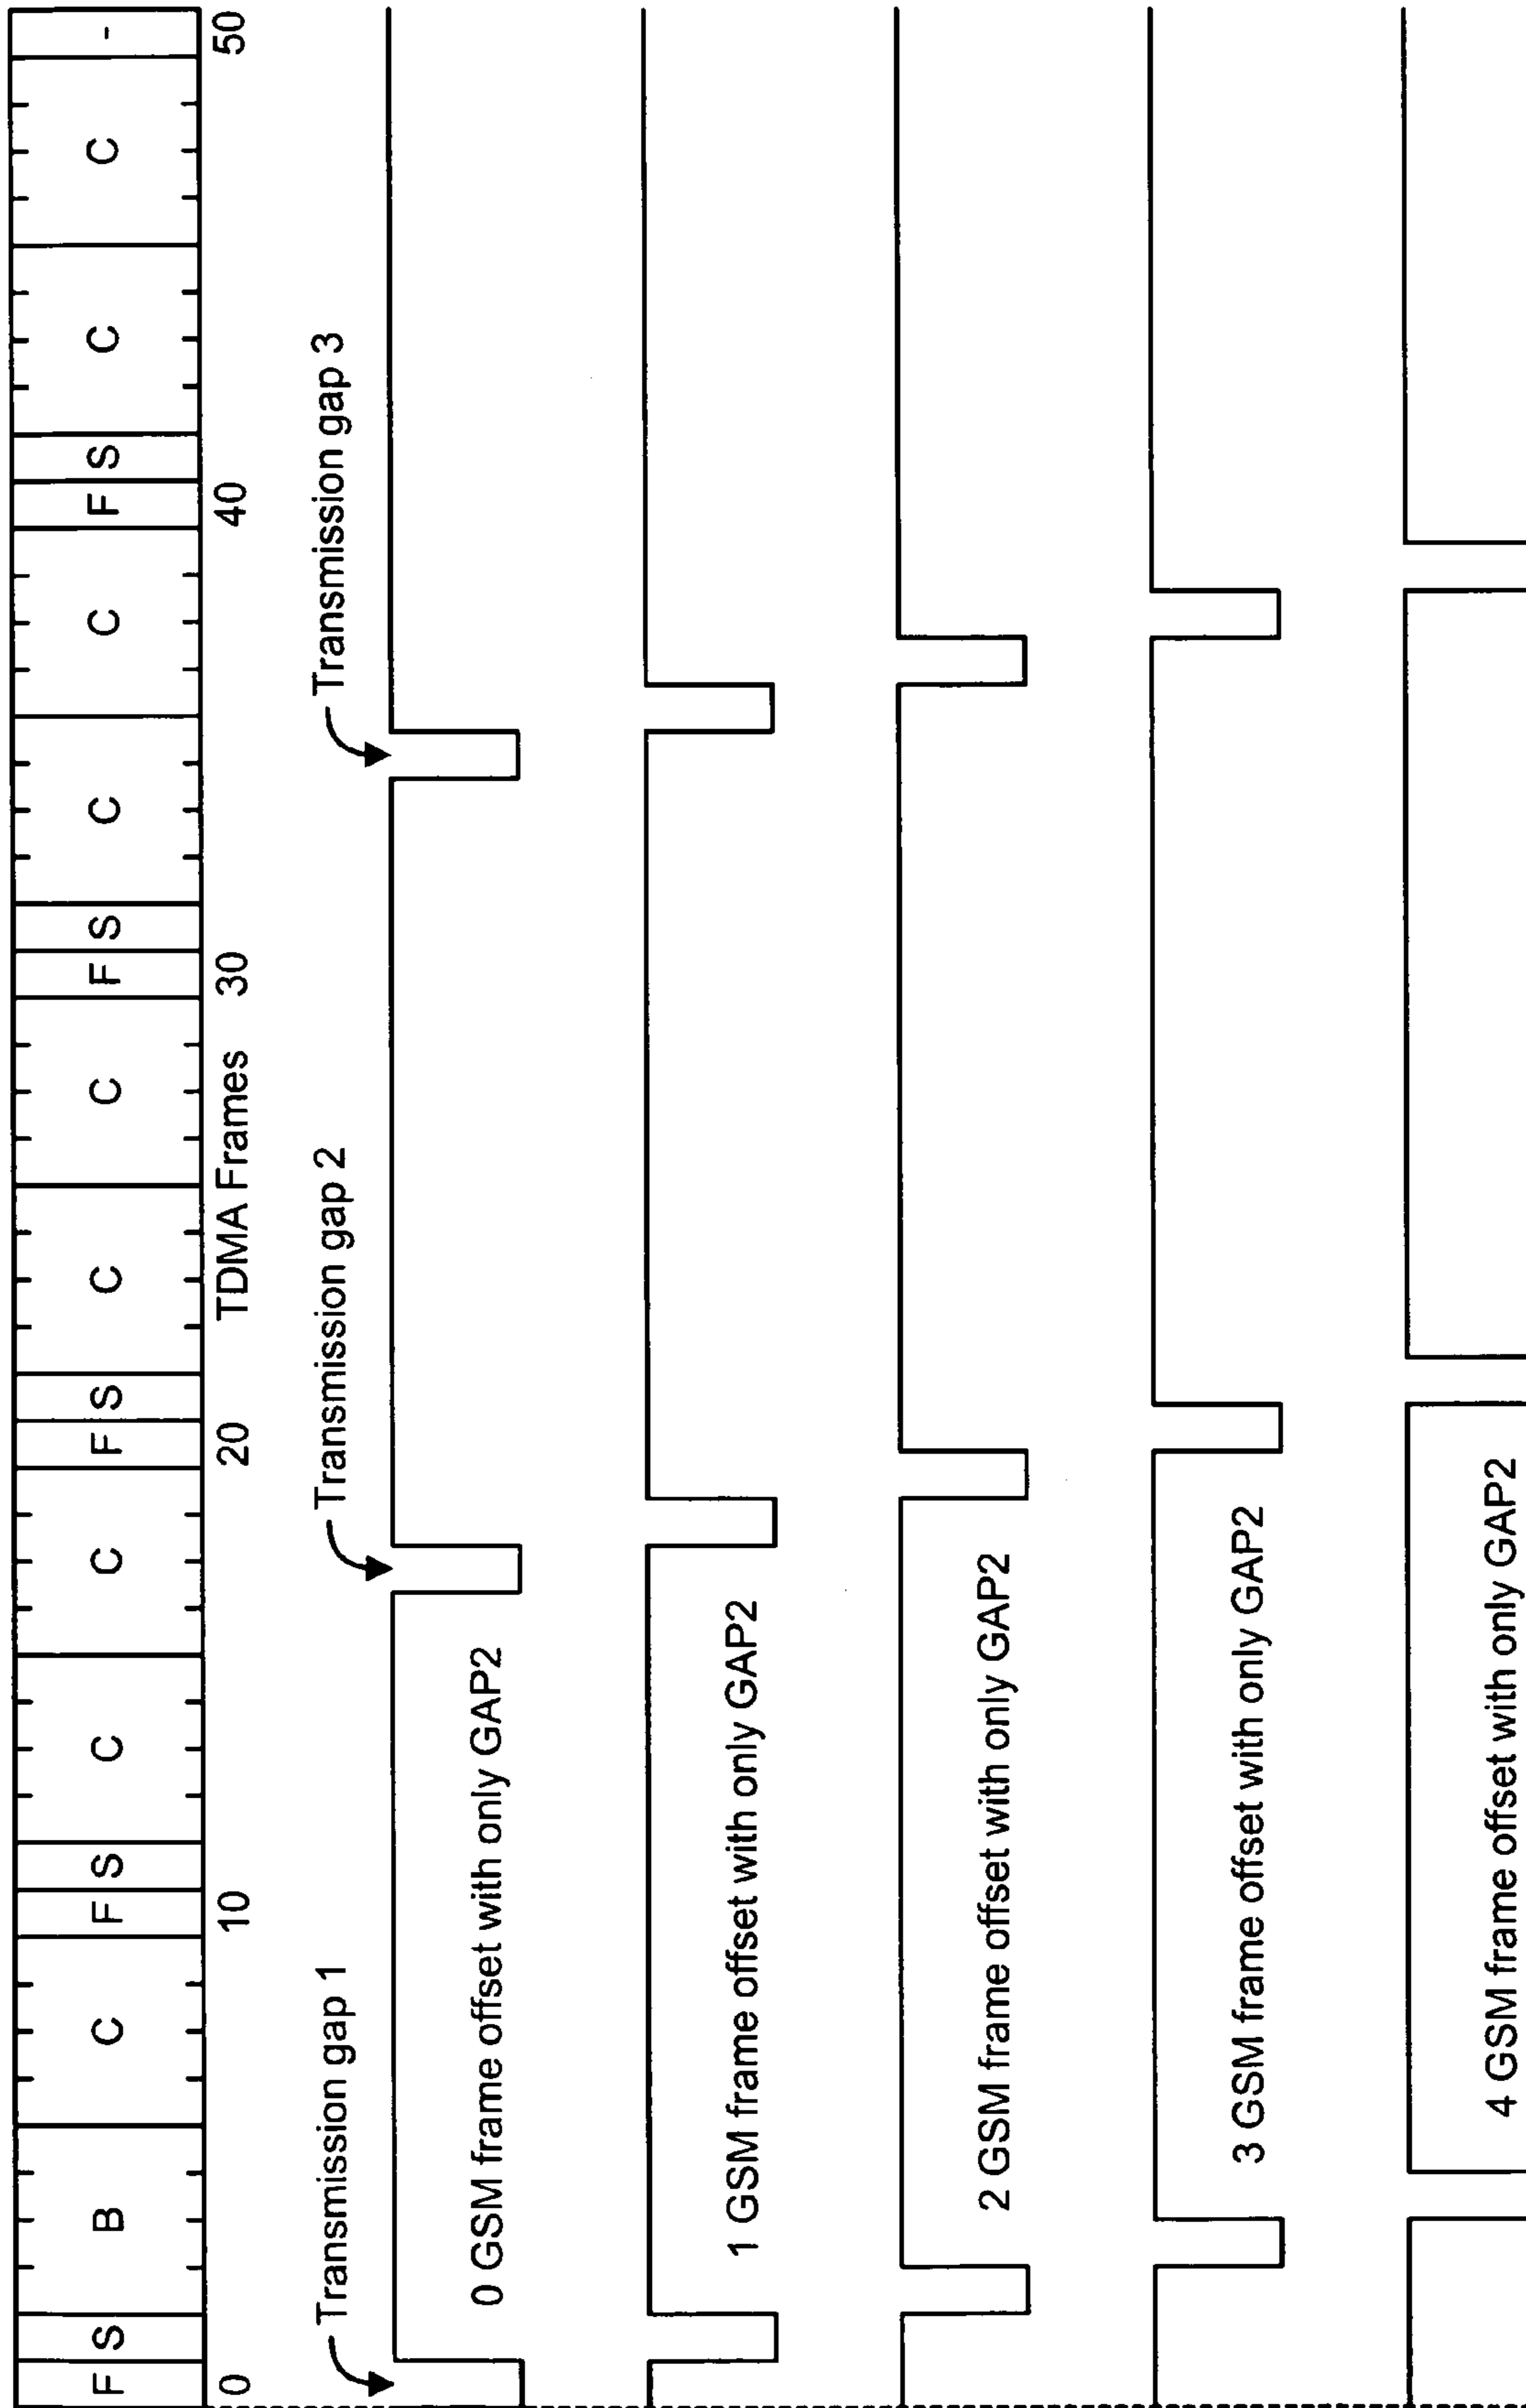 F S B C F S C C F S C C F S C C F S C C -
0 10 20 TDMA Frames 30 40 50
Transmission gap 1 Transmission gap 2 Transmission gap 3
0 GSM frame offset with only GAP2
1 GSM frame offset with only GAP2
2 GSM frame offset with only GAP2
3 GSM frame offset with only GAP2
4 GSM frame offset with only GAP2